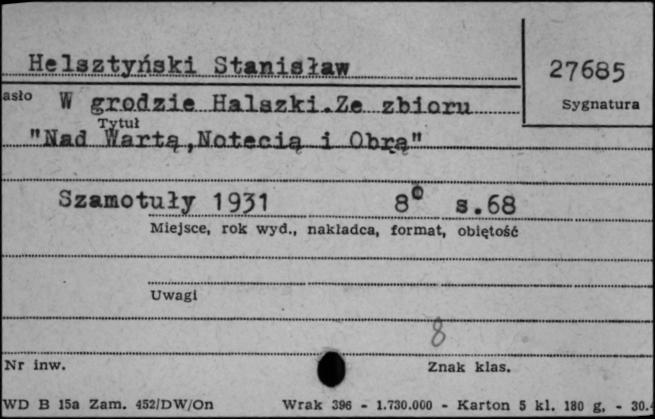 Helsztyński Stanisław
27685
Sygnatura
asło W grodzie Halszki.Ze zbioru
Tytuł
"Nad Wartą,Notecią i Obrą"
Szamotuły 1931 8° s.68
Miejsce, rok wyd., nakładca, format, objętość
Uwagi
8
Nr inw.
Znak klas.
WD B 15a Zam. 452/DW/On Wrak 396 - 1.730.000 - Karton 5 kl. 180 g. - 30.4